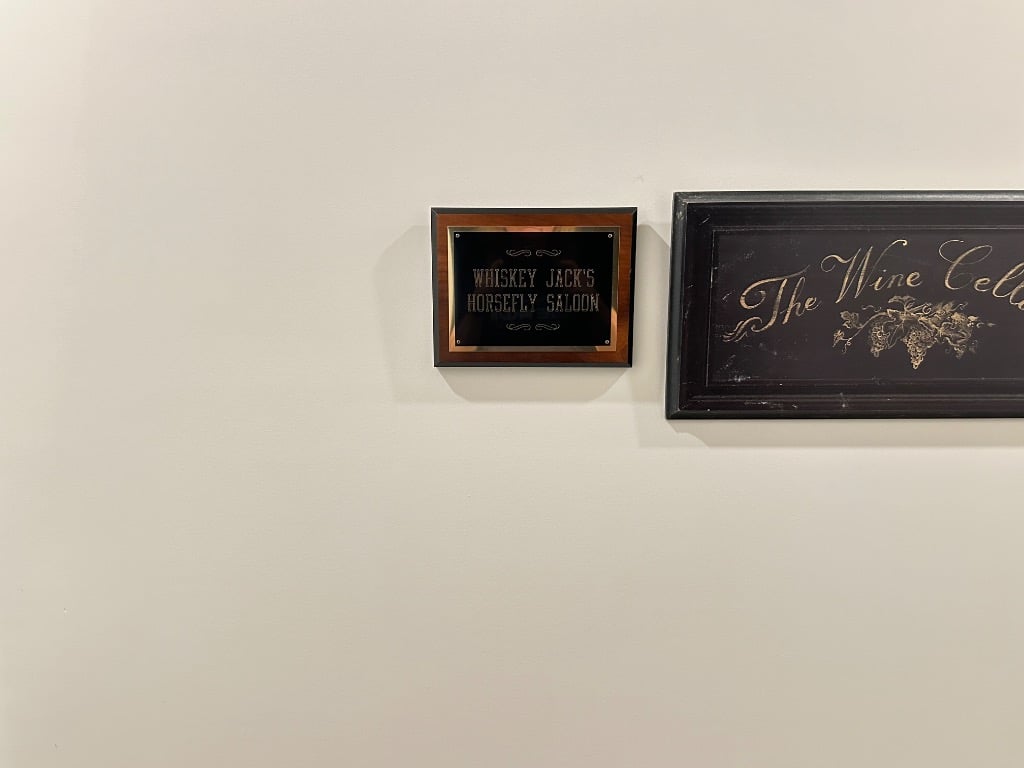 WHISKEY JACK'S
HORSEFLY SALOON
The Wine Cell